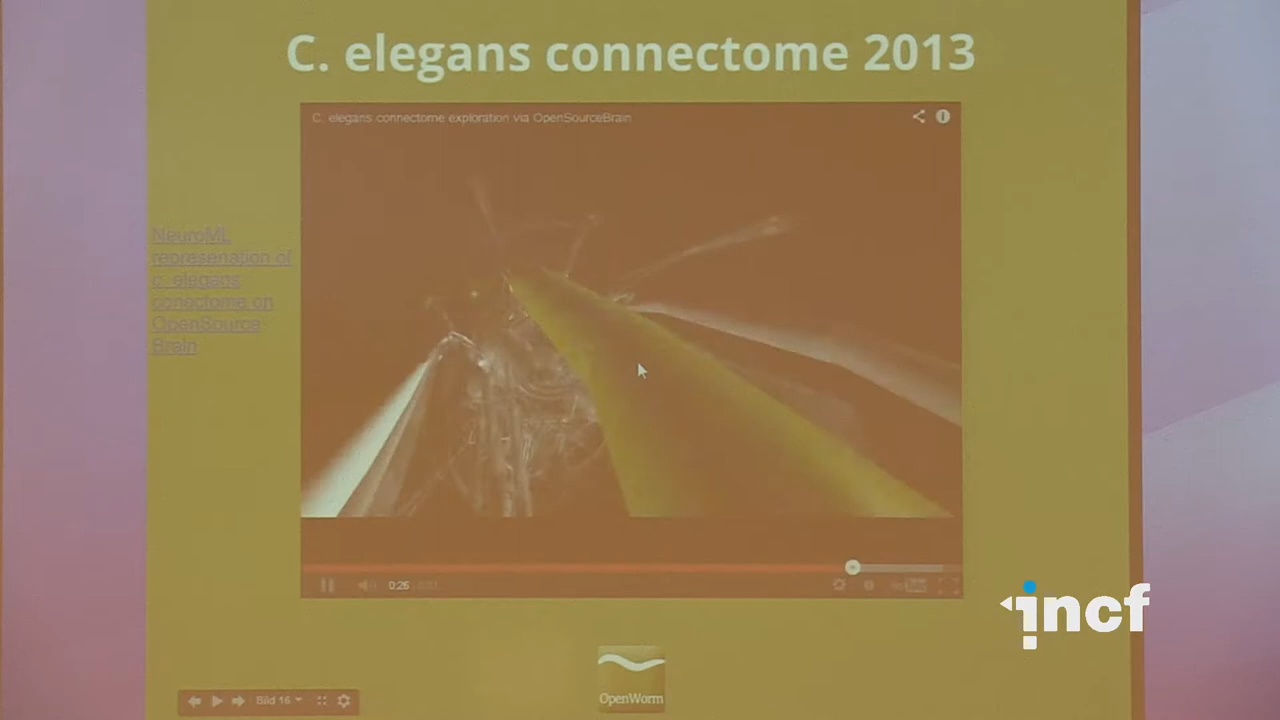 C. elegans connectome 2013
C. elegans connectome exploration via OpenSourceBrain
NeuroML
represenation of
c. elegans
conectome on
OpenSource
Brain
0:26
incf
OpenWorm
Bild 16